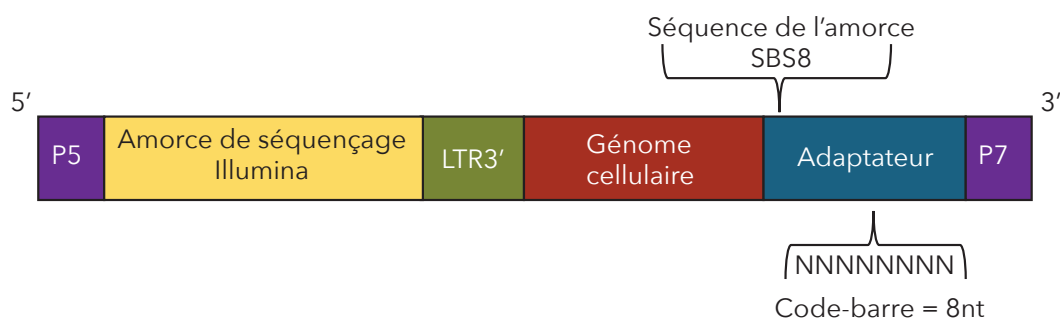 Séquence de l'amorce
SBS8
5’
3’
P5
Amorce de séquençage
Illumina
LTR3’
Génome
cellulaire
Adaptateur
P7
NNNNNNNN
Code-barre = 8nt